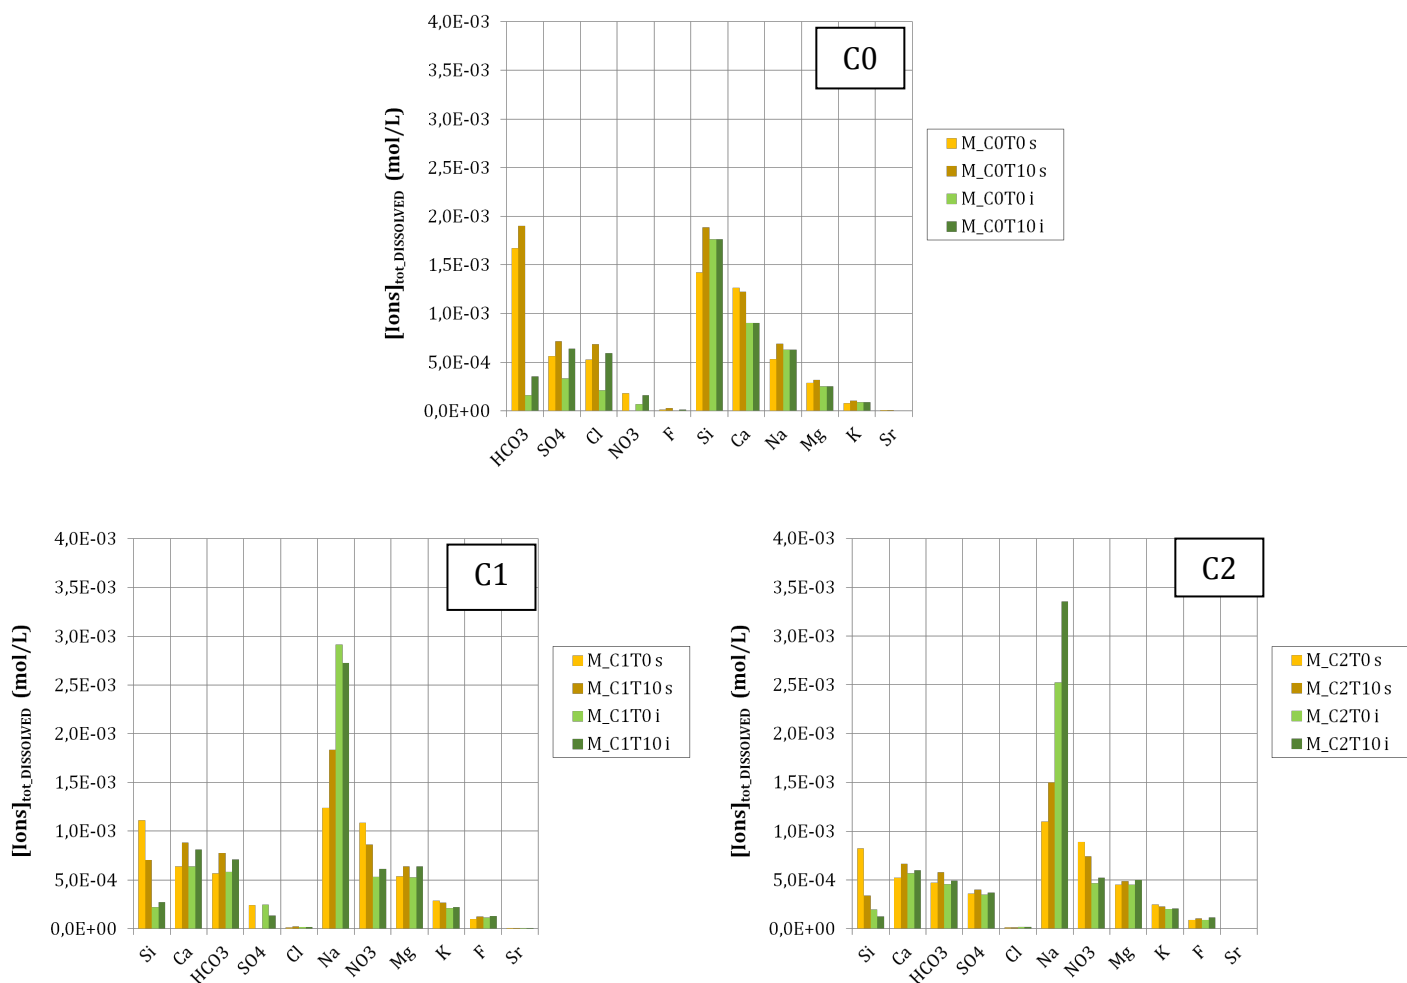 4,0E-03
3,5E-03
3,0E-03
2,5E-03
2,0E-03
1,5E-03
1,0E-03
5,0E-04
0,0E+00
[Ions]tot_DISSOLVED (mol/L)
C0
M_C0T0 s
M_C0T10 s
M_C0T0 i
M_C0T10 i
HCO3 SO4 Cl NO3 F Si Ca Na Mg K Sr
4,0E-03
3,5E-03
3,0E-03
2,5E-03
2,0E-03
1,5E-03
1,0E-03
5,0E-04
0,0E+00
[Ions]tot_DISSOLVED (mol/L)
C1
M_C1T0 s
M_C1T10 s
M_C1T0 i
M_C1T10 i
Si Ca HCO3 SO4 Cl Na NO3 Mg K F Sr
4,0E-03
3,5E-03
3,0E-03
2,5E-03
2,0E-03
1,5E-03
1,0E-03
5,0E-04
0,0E+00
[Ions]tot_DISSOLVED (mol/L)
C2
M_C2T0 s
M_C2T10 s
M_C2T0 i
M_C2T10 i
Si Ca HCO3 SO4 Cl Na NO3 Mg K F Sr